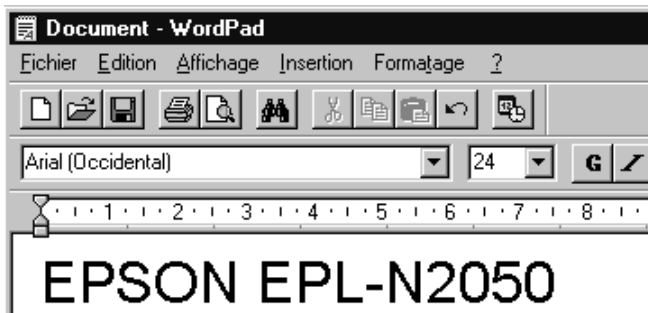 Document - WordPad
Fichier Edition Affichage Insertion Formatage ?
Arial (Occidental) 24 G I
1 2 3 4 5 6 7 8
EPSON EPL-N2050